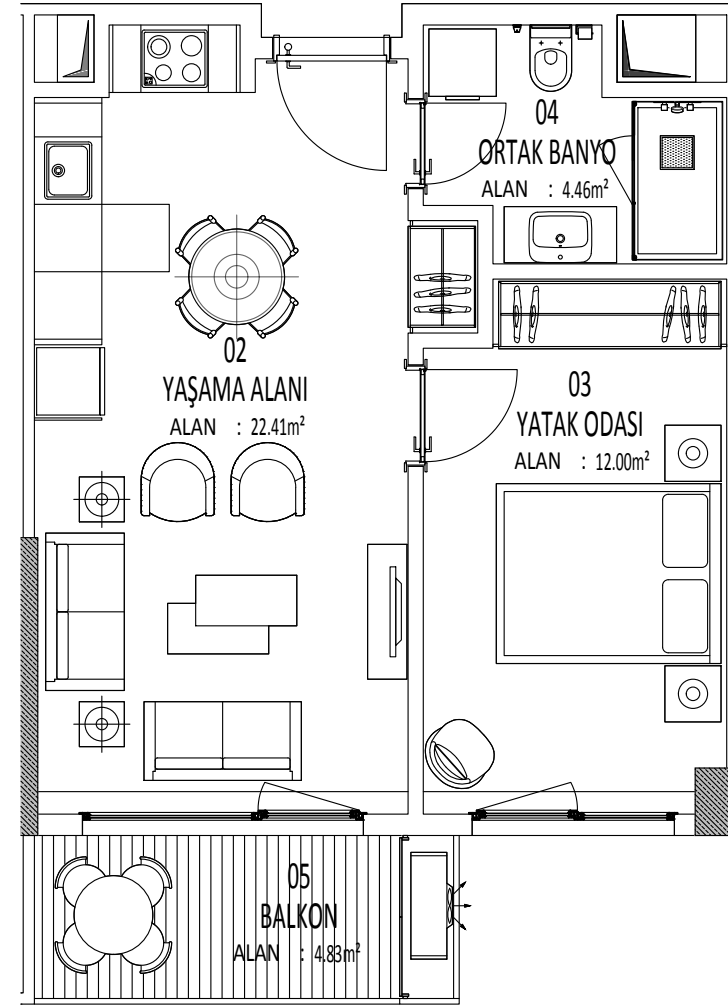 04
ORTAK BANYO
ALAN : 4.46m²
02
YAŞAMA ALANI
ALAN : 22.41m²
03
YATAK ODASI
ALAN : 12.00m²
05
BALKON
ALAN : 4.83m²